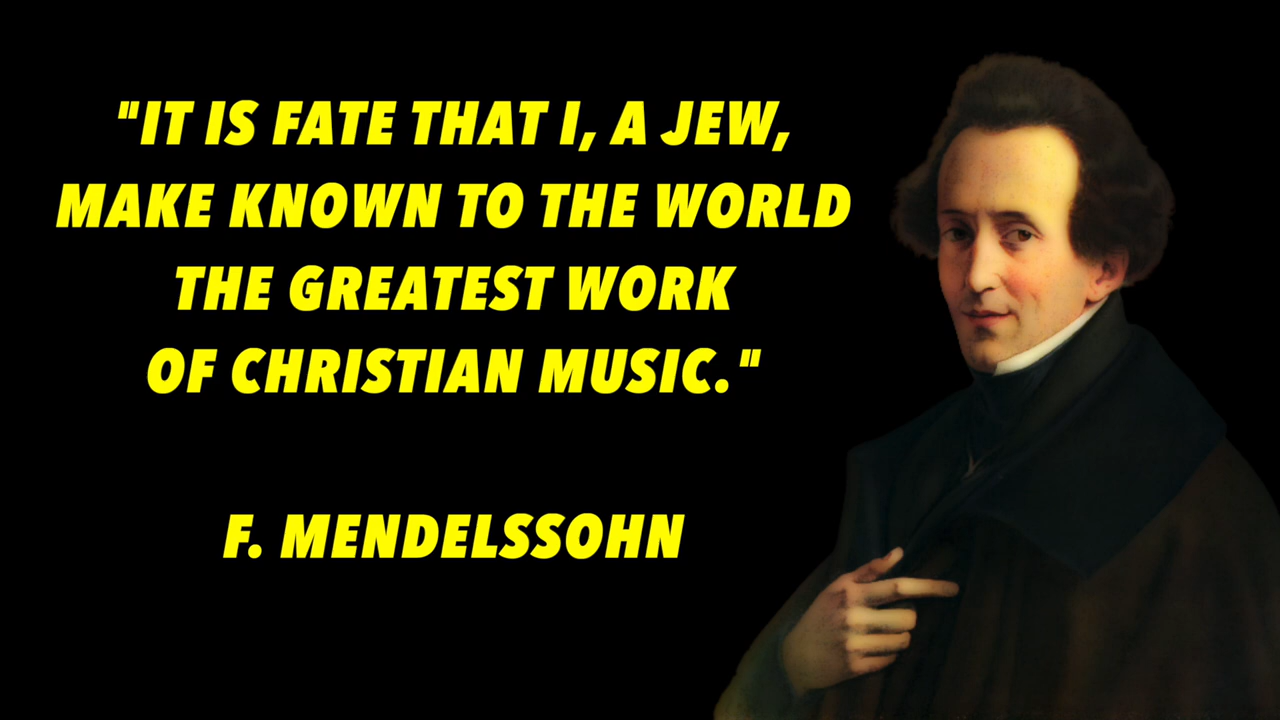 "IT IS FATE THAT I, A JEW,
MAKE KNOWN TO THE WORLD
THE GREATEST WORK
OF CHRISTIAN MUSIC."
F. MENDELSSOHN